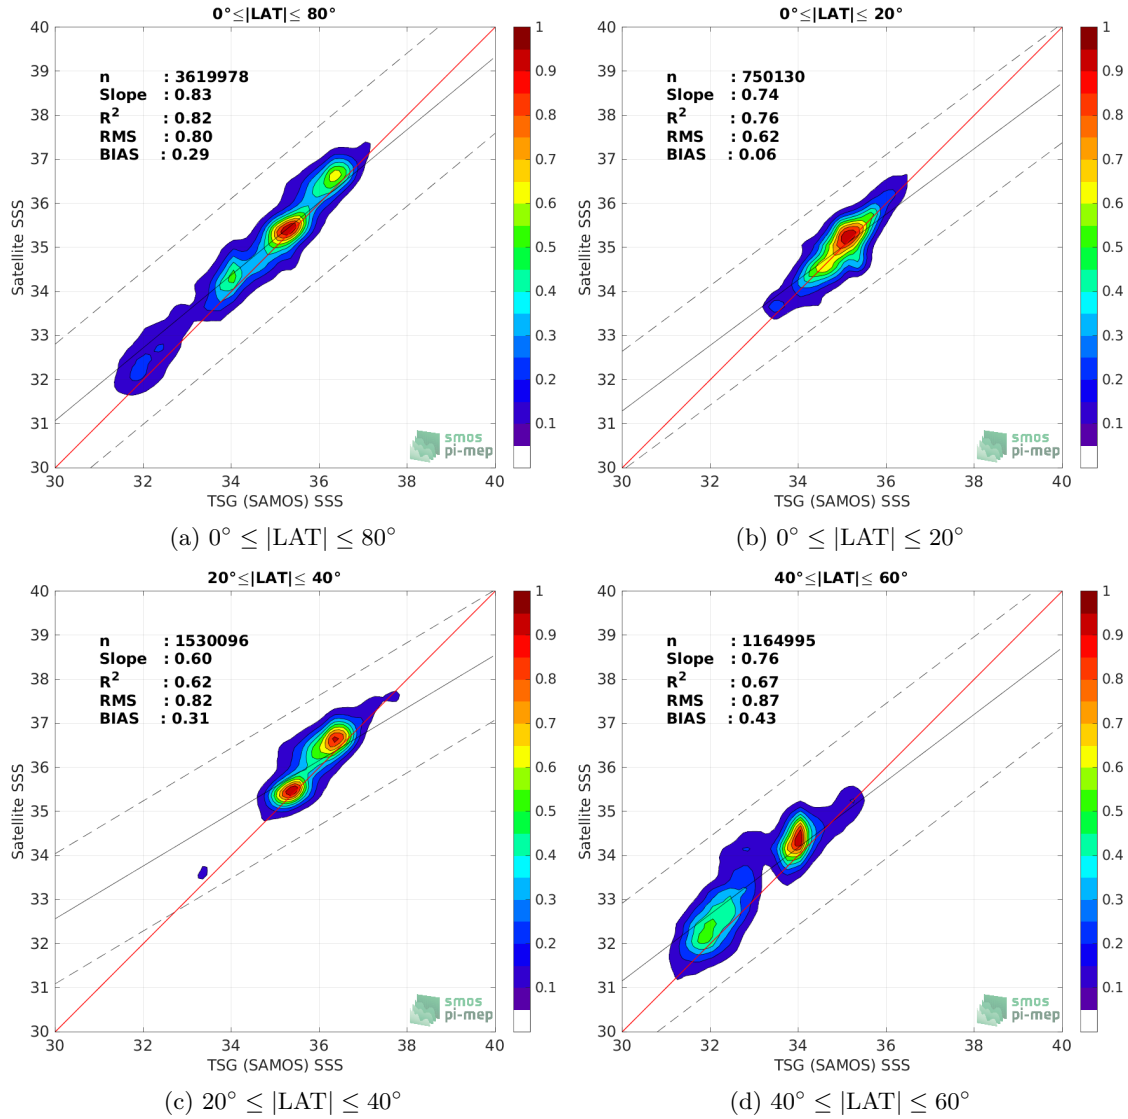 0°≤|LAT|≤ 80°
40
39
38
37
36
35
34
33
32
31
30
Satellite SSS
n : 3619978
Slope : 0.83
R² : 0.82
RMS : 0.80
BIAS : 0.29
smos
pi-mep
30 32 34 36 38 40
TSG (SAMOS) SSS
1
0.9
0.8
0.7
0.6
0.5
0.4
0.3
0.2
0.1
(a) 0° ≤ |LAT| ≤ 80°
0°≤|LAT|≤ 20°
40
39
38
37
36
35
34
33
32
31
30
Satellite SSS
n : 750130
Slope : 0.74
R² : 0.76
RMS : 0.62
BIAS : 0.06
smos
pi-mep
30 32 34 36 38 40
TSG (SAMOS) SSS
1
0.9
0.8
0.7
0.6
0.5
0.4
0.3
0.2
0.1
(b) 0° ≤ |LAT| ≤ 20°
20°≤|LAT|≤ 40°
40
39
38
37
36
35
34
33
32
31
30
Satellite SSS
n : 1530096
Slope : 0.60
R² : 0.62
RMS : 0.82
BIAS : 0.31
smos
pi-mep
30 32 34 36 38 40
TSG (SAMOS) SSS
1
0.9
0.8
0.7
0.6
0.5
0.4
0.3
0.2
0.1
(c) 20° ≤ |LAT| ≤ 40°
40°≤|LAT|≤ 60°
40
39
38
37
36
35
34
33
32
31
30
Satellite SSS
n : 1164995
Slope : 0.76
R² : 0.67
RMS : 0.87
BIAS : 0.43
smos
pi-mep
30 32 34 36 38 40
TSG (SAMOS) SSS
1
0.9
0.8
0.7
0.6
0.5
0.4
0.3
0.2
0.1
(d) 40° ≤ |LAT| ≤ 60°